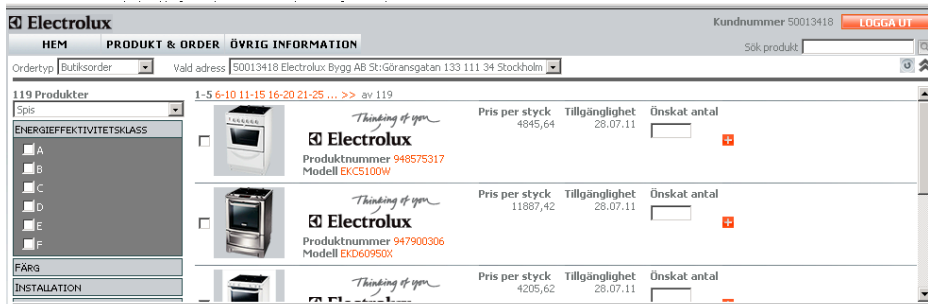 Electrolux
Kundnummer 50013418 LOGGA UT
HEM PRODUKT & ORDER ÖVRIG INFORMATION
Sök produkt
Ordertyp Butiksorder Vald adress 50013418 Electrolux Bygg AB St:Göransgatan 133 111 34 Stockholm
119 Produkter
Spis
ENERGIEFFEKTIVITETSKLASS
A
B
C
D
E
F
FÄRG
INSTALLATION
1-5 6-10 11-15 16-20 21-25 ... >> av 119
Thinking of you
Electrolux
Produktnummer 948575317
Modell EKC5100W
Pris per styck Tillgänglighet Önskat antal
4845,64 28.07.11
Thinking of you
Electrolux
Produktnummer 947900306
Modell EKD60950X
Pris per styck Tillgänglighet Önskat antal
11887,42 28.07.11
Thinking of you
Electrolux
Pris per styck Tillgänglighet Önskat antal
4205,62 28.07.11